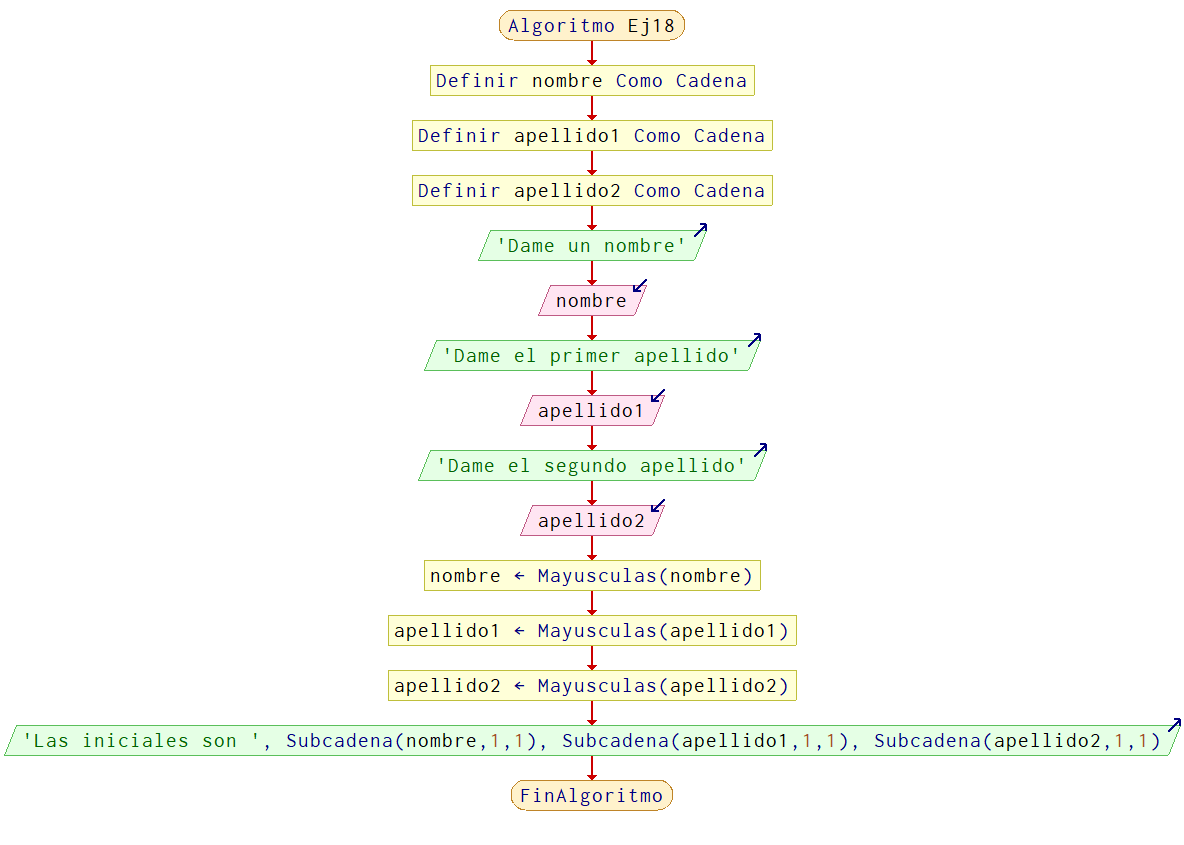 Algoritmo Ej18
Definir nombre Como Cadena
Definir apellido1 Como Cadena
Definir apellido2 Como Cadena
'Dame un nombre'
nombre
'Dame el primer apellido'
apellido1
'Dame el segundo apellido'
apellido2
nombre ← Mayusculas(nombre)
apellido1 ← Mayusculas(apellido1)
apellido2 ← Mayusculas(apellido2)
'Las iniciales son ', Subcadena(nombre,1,1), Subcadena(apellido1,1,1), Subcadena(apellido2,1,1)
FinAlgoritmo